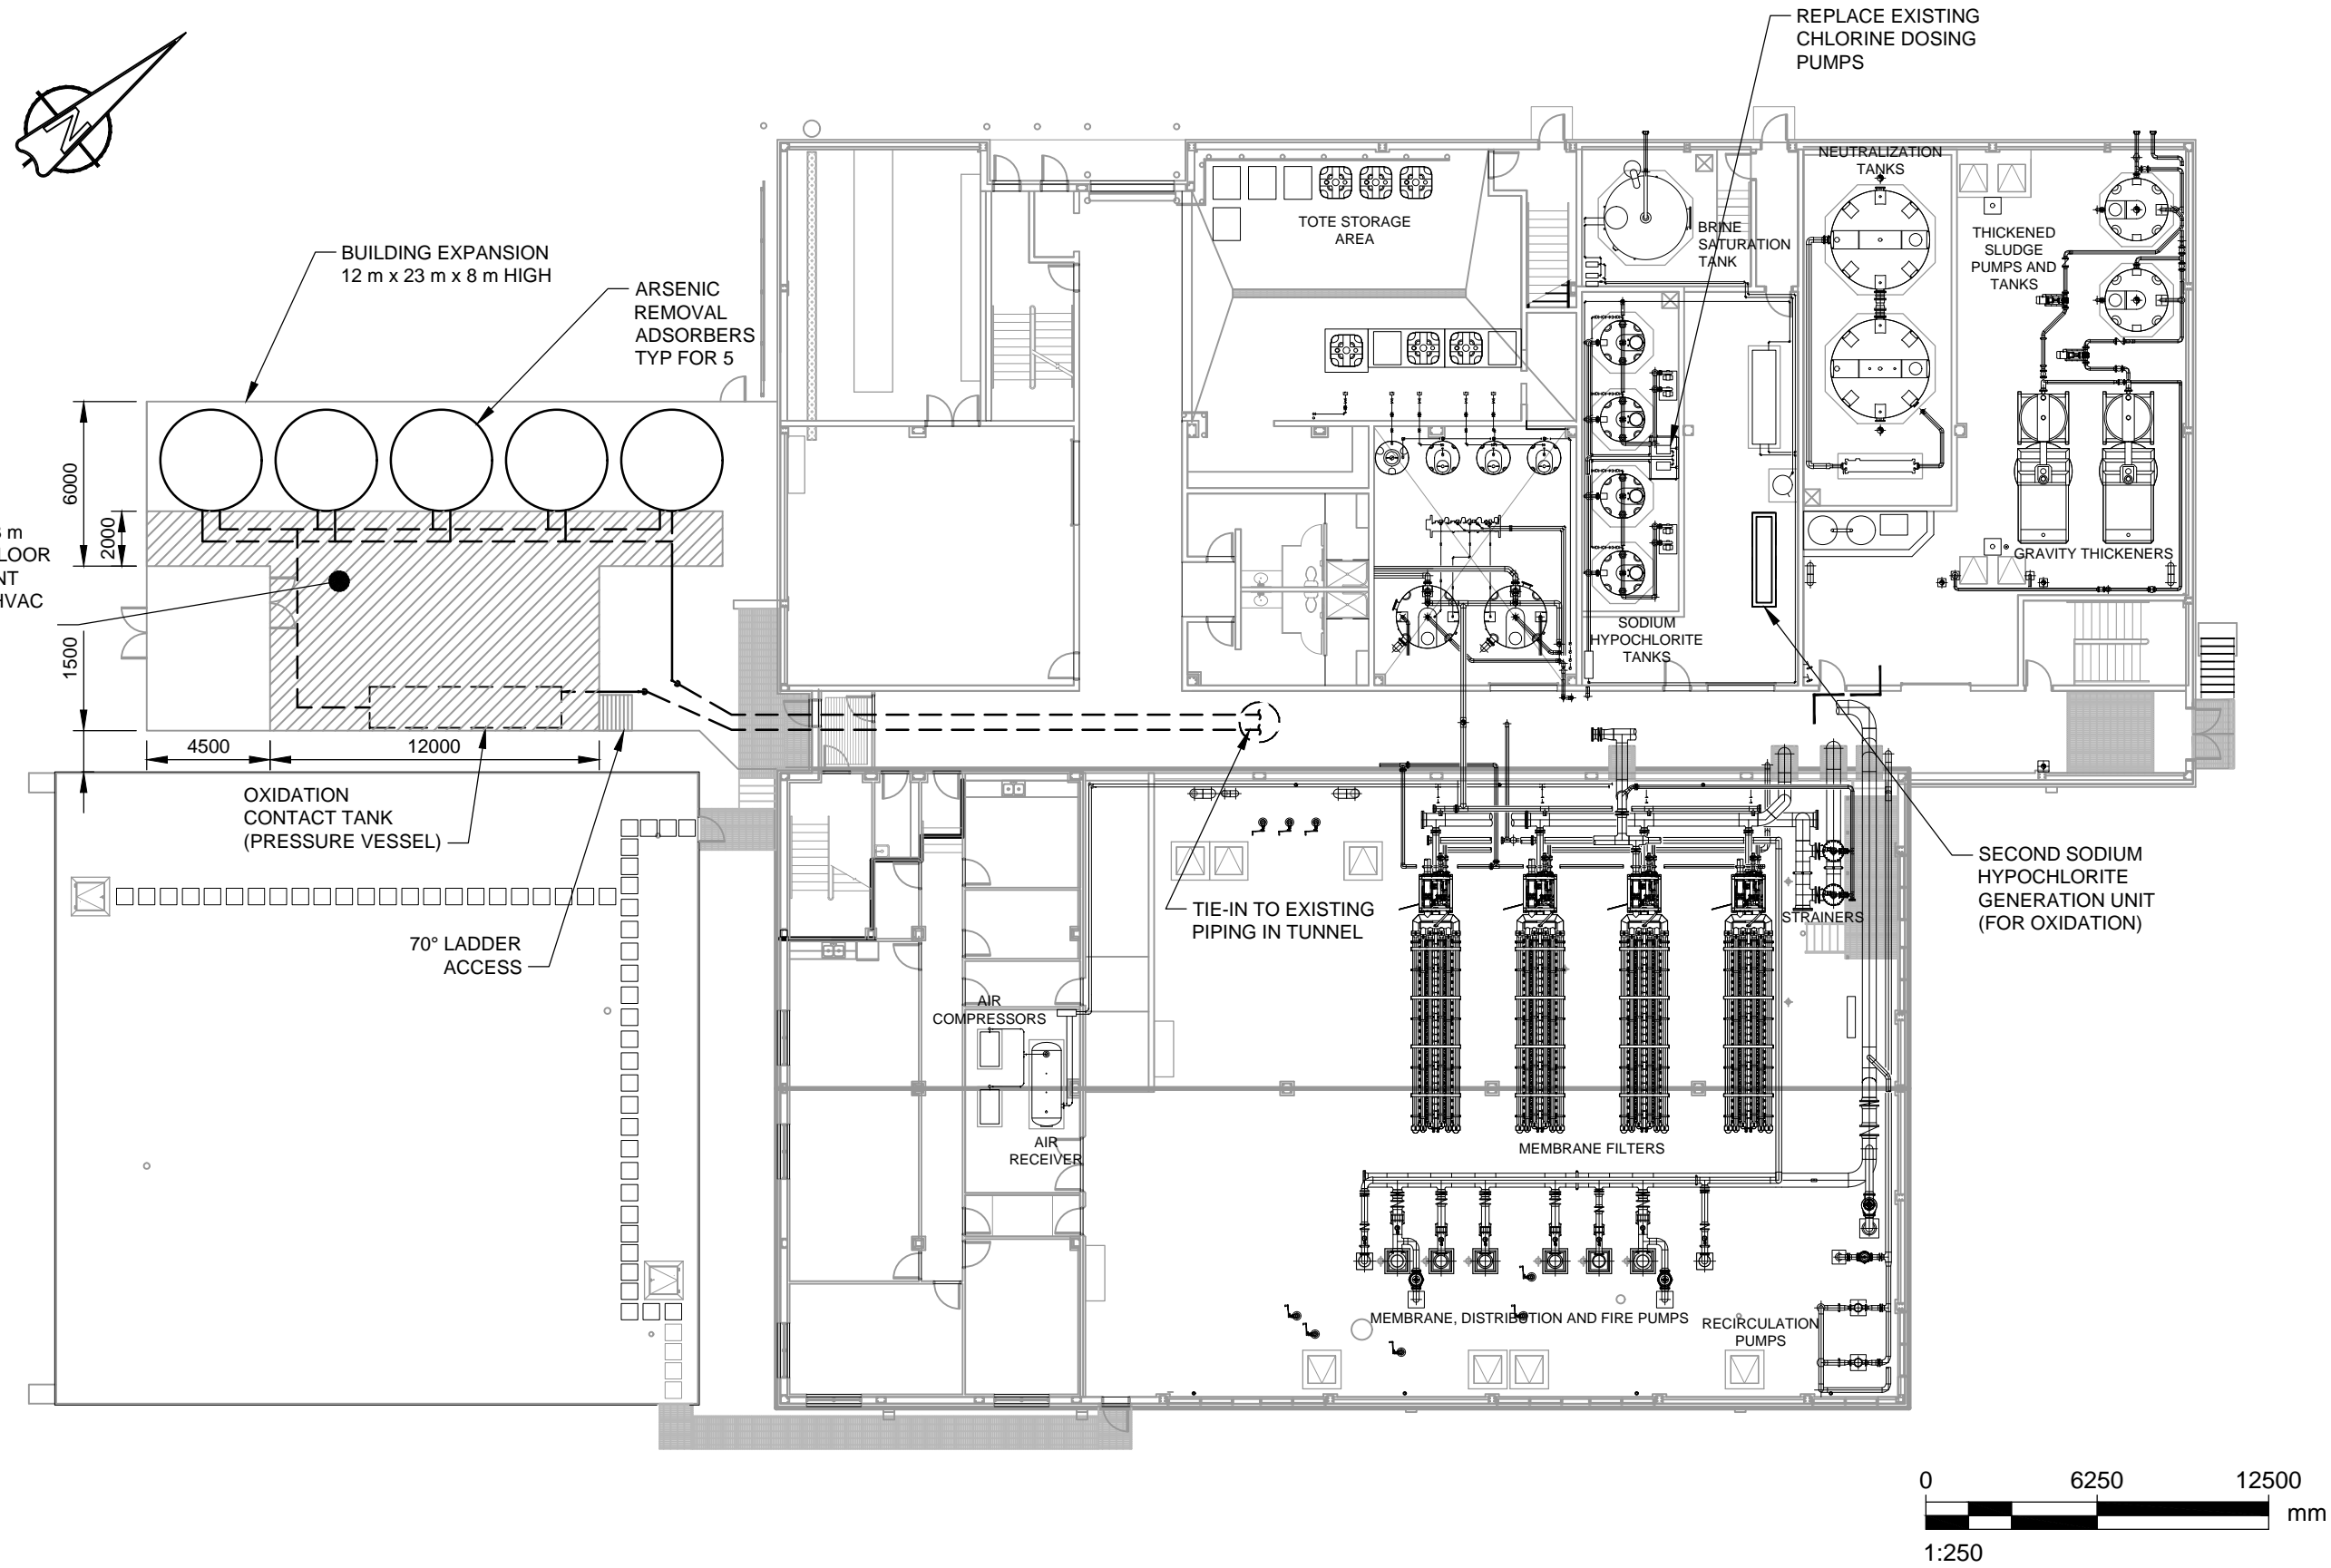 REPLACE EXISTING
CHLORINE DOSING
PUMPS
N
BUILDING EXPANSION
12 m x 23 m x 8 m HIGH
ARSENIC
REMOVAL
ADSORBERS
TYP FOR 5
TOTE STORAGE
AREA
BRINE
SATURATION
TANK
NEUTRALIZATION
TANKS
THICKENED
SLUDGE
PUMPS AND
TANKS
6000
2000
m
LOOR
NT
HVAC
1500
4500
12000
GRAVITY THICKENERS
SODIUM
HYPOCHLORITE
TANKS
OXIDATION
CONTACT TANK
(PRESSURE VESSEL)
70° LADDER
ACCESS
TIE-IN TO EXISTING
PIPING IN TUNNEL
STRAINERS
SECOND SODIUM
HYPOCHLORITE
GENERATION UNIT
(FOR OXIDATION)
AIR
COMPRESSORS
AIR
RECEIVER
MEMBRANE FILTERS
MEMBRANE, DISTRIBUTION AND FIRE PUMPS
RECIRCULATION
PUMPS
0 6250 12500
mm
1:250